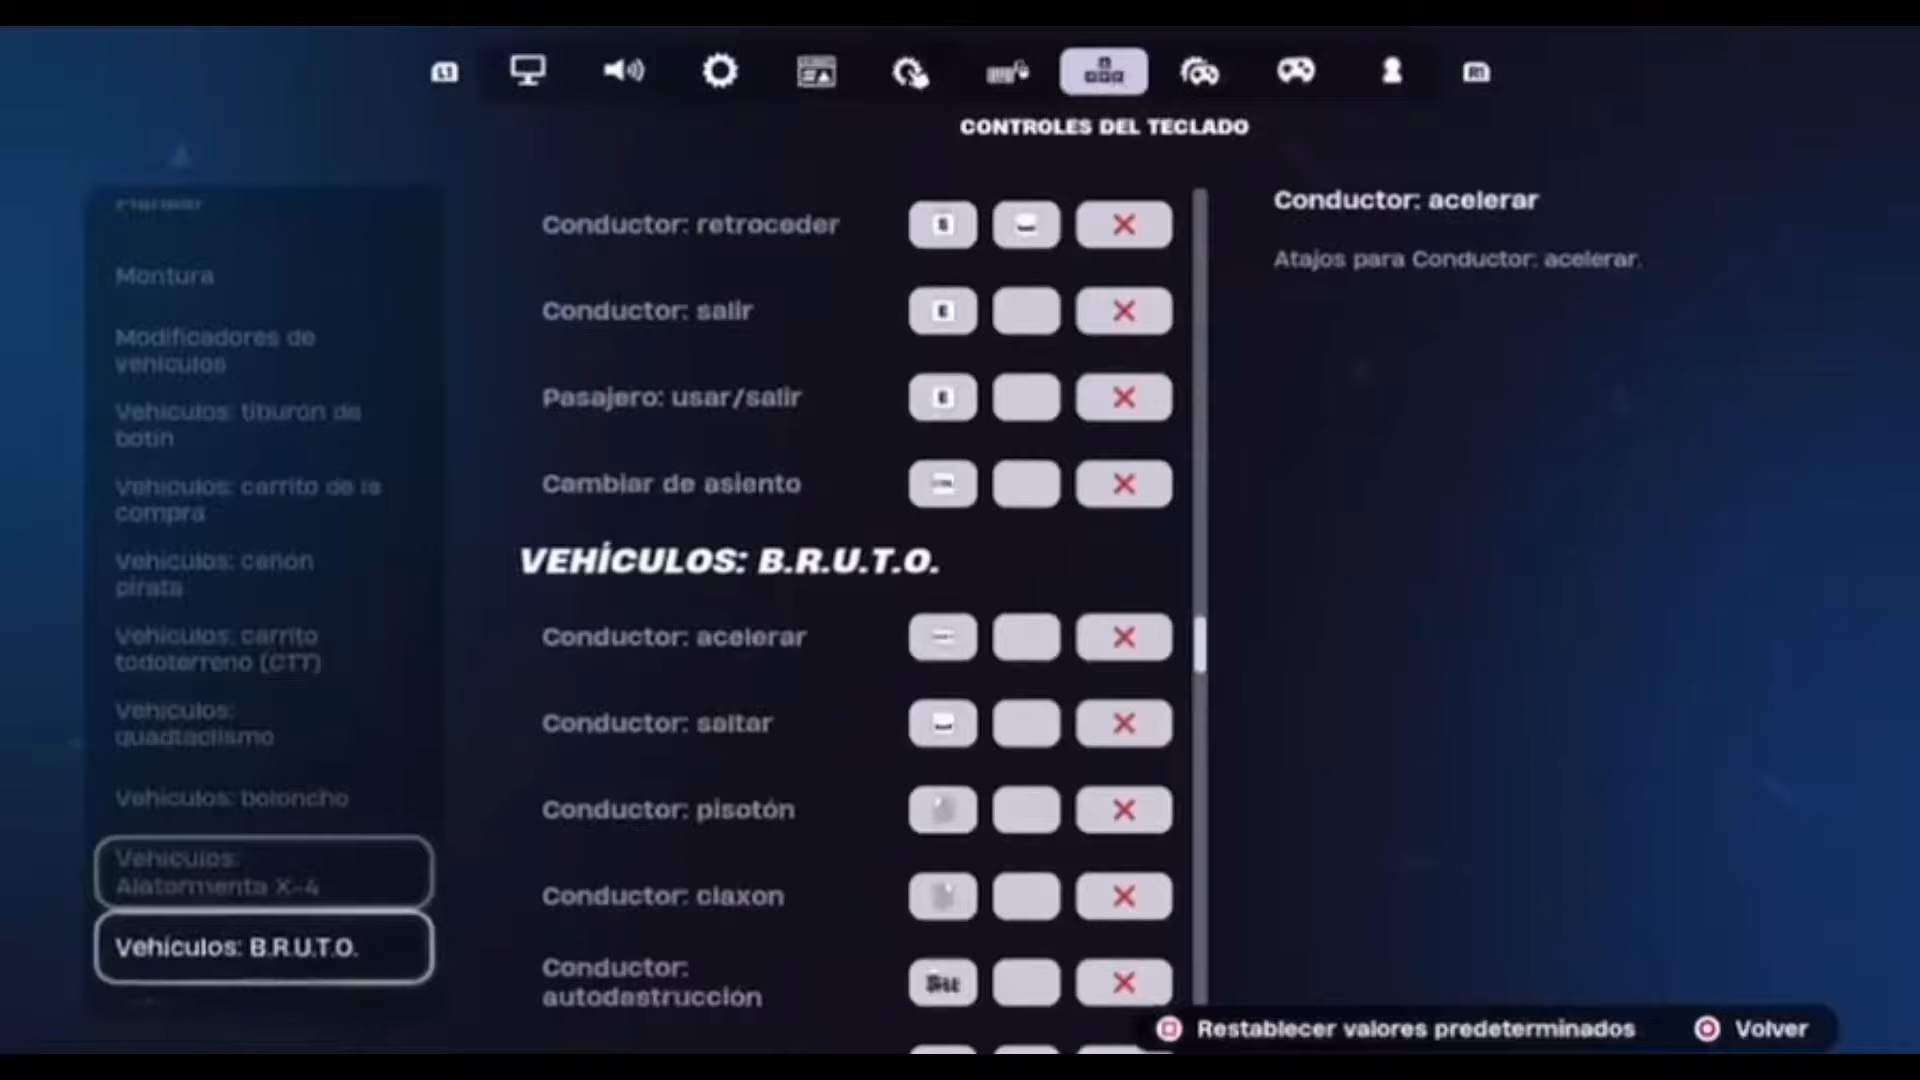 L1
R1
CONTROLES DEL TECLADO
Montura
Modificadores de
vehículos
Vehículos: tiburón de
botín
Vehículos: carrito de la
compra
Vehículos: cañón
pirata
Vehículos: carrito
todoterreno (CTT)
Vehículos:
quadtaclismo
Vehículos: boloncho
Vehículos:
Alatormenta X-4
Vehículos: B.R.U.T.O.
Conductor: retroceder
S
Conductor: salir
E
Pasajero: usar/salir
E
Cambiar de asiento
VEHÍCULOS: B.R.U.T.O.
Conductor: acelerar
Conductor: saltar
Conductor: pisotón
Conductor: claxon
Conductor:
autodestrucción
Conductor: acelerar
Atajos para Conductor: acelerar.
Restablecer valores predeterminados
Volver